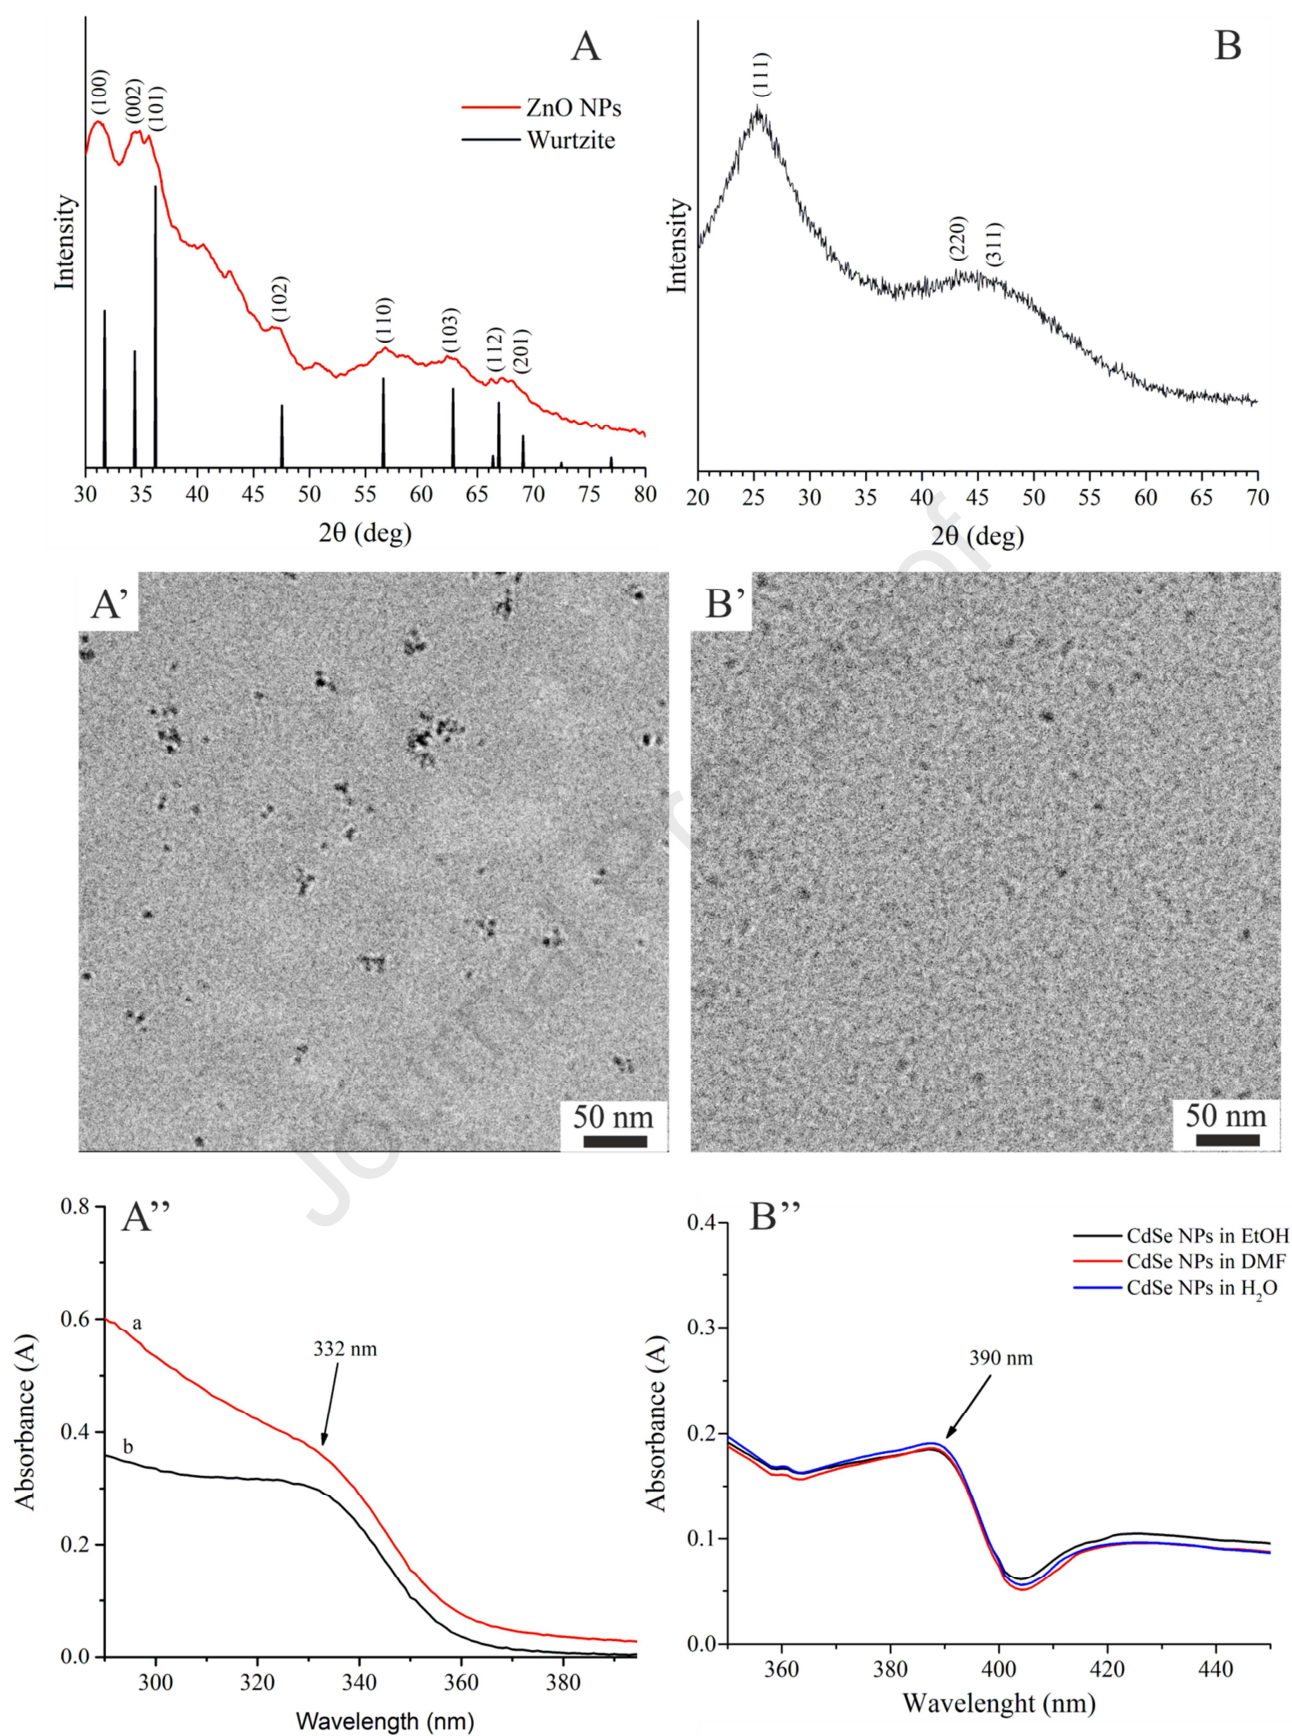 A
(100)
(002)
(101)
ZnO NPs
Wurtzite
(102)
(110)
(103)
(112)
(201)
Intensity
30 35 40 45 50 55 60 65 70 75 80
2θ (deg)
B
(111)
(220)
(311)
Intensity
20 25 30 35 40 45 50 55 60 65 70
2θ (deg)
A’
50 nm
B’
50 nm
A’’
0.8
0.6
0.4
0.2
0.0
a
b
332 nm
Absorbance (A)
300 320 340 360 380
Wavelength (nm)
B’’
CdSe NPs in EtOH
CdSe NPs in DMF
CdSe NPs in H₂O
0.4
0.3
0.2
0.1
0.0
390 nm
Absorbance (A)
360 380 400 420 440
Wavelenght (nm)